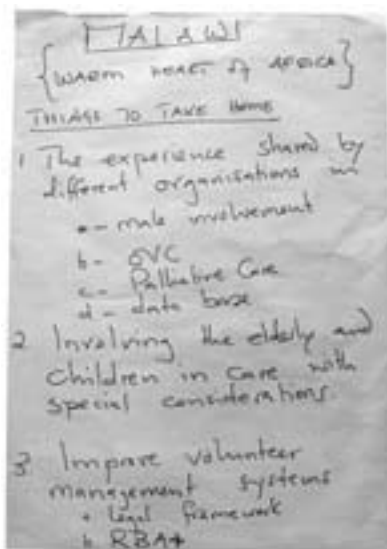 MALAWI
{WARM HEART of AFRICA}
THINGS TO TAKE HOME
1 The experience shared by
different organisations on
a - male involvement
b - OVC
c - Palliative Care
d - data base
2 Involving the elderly and
children in care with
special considerations.
3 Improve volunteer
management systems
a legal framework
b RBA+